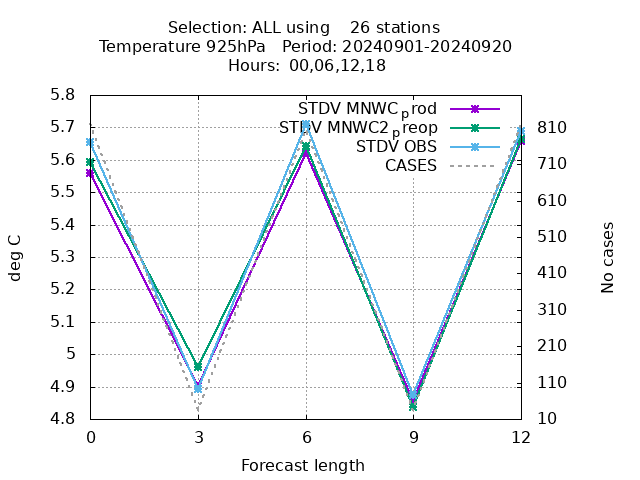 Selection: ALL using 26 stations
Temperature 925hPa Period: 20240901-20240920
Hours: 00,06,12,18
5.8
5.7
5.6
5.5
5.4
5.3
5.2
5.1
5
4.9
4.8
deg C
STDV MNWC_prod
STDV MNWC2_preop
STDV OBS
CASES
810
710
610
510
410
310
210
110
10
No cases
0 3 6 9 12
Forecast length